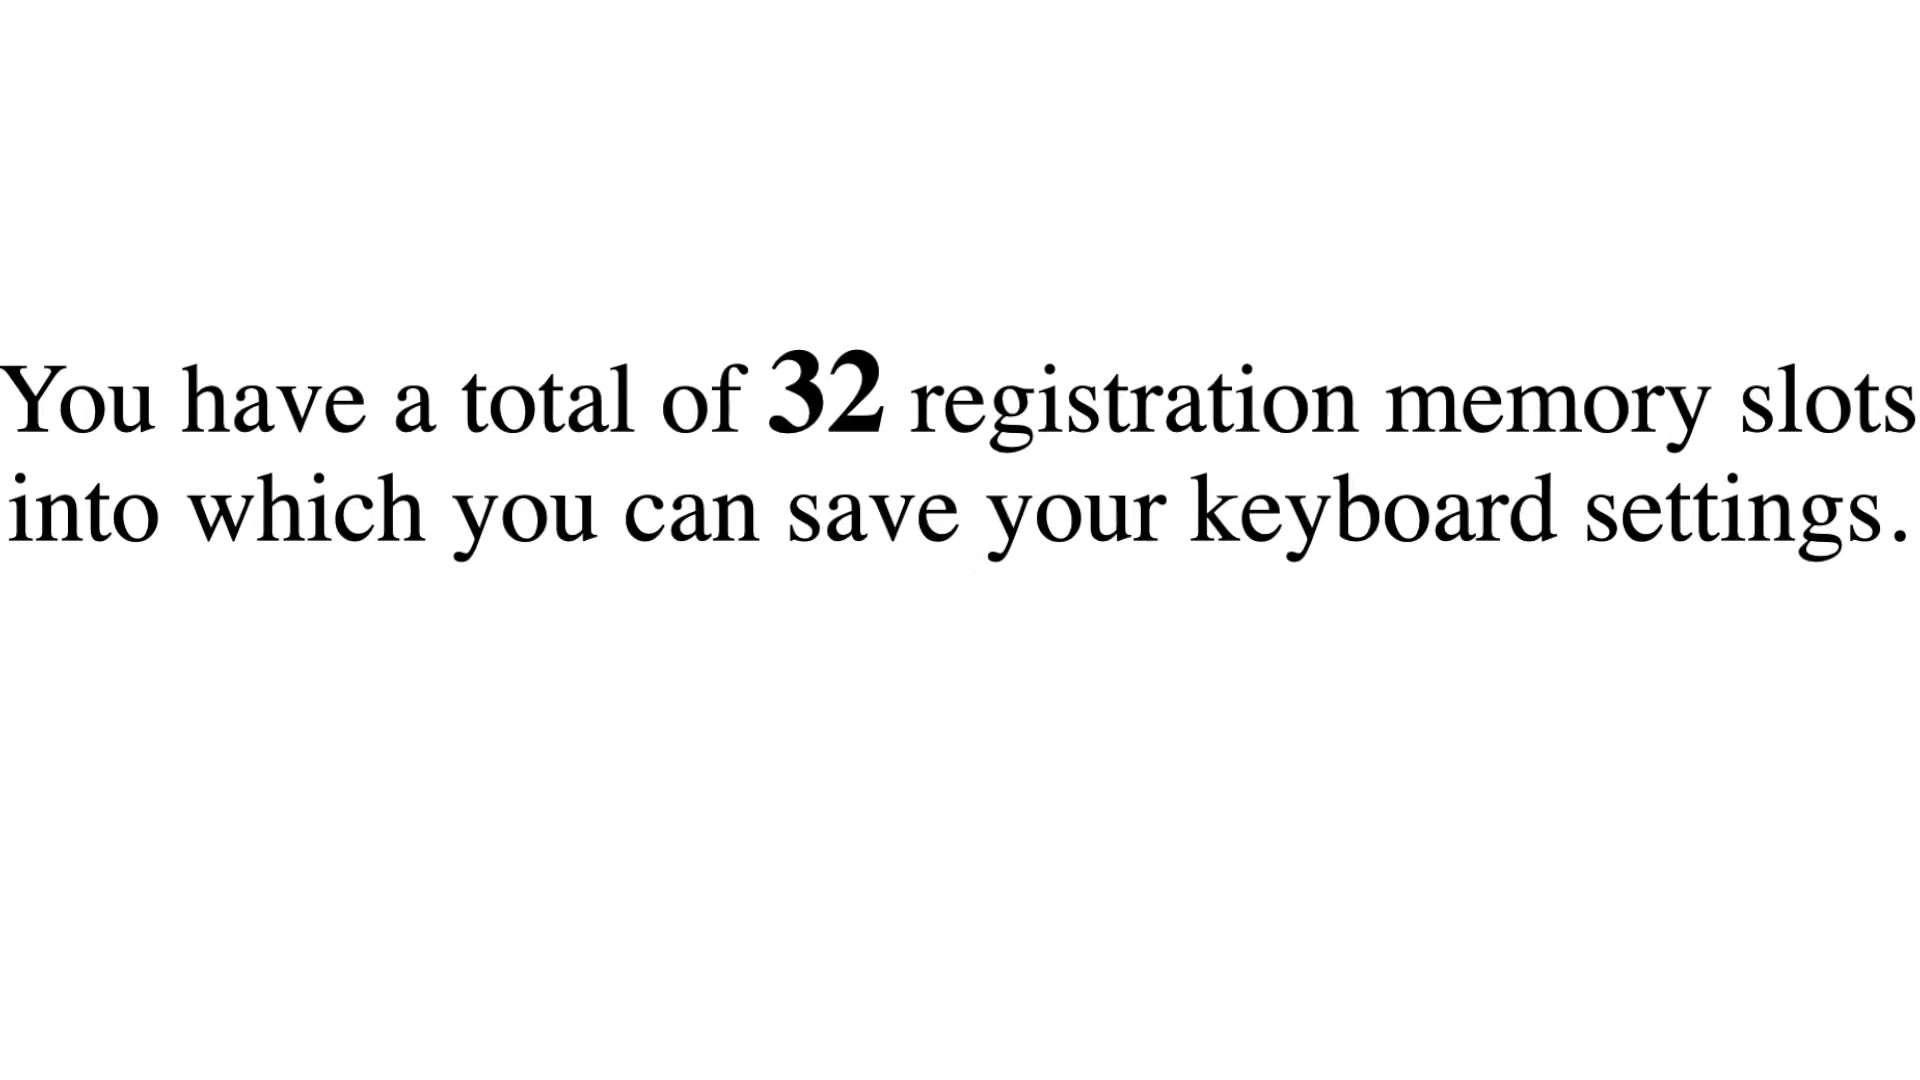 You have a total of 32 registration memory slots
into which you can save your keyboard settings.